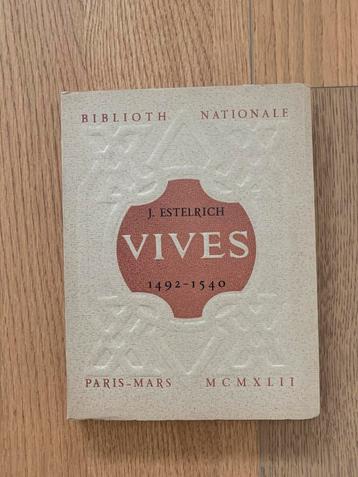 BIBLIOTH NATIONALE
J. ESTELRICH
VIVES
1492-1540
PARIS-MARS MCMXLII